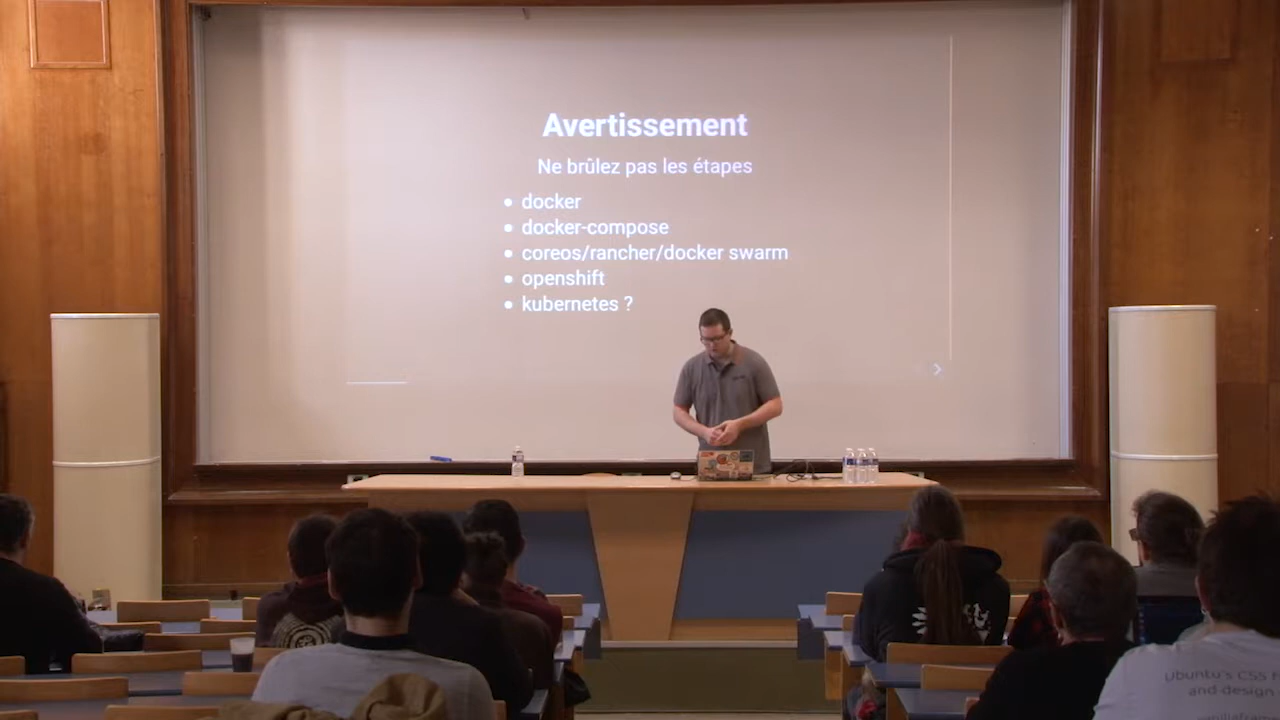 Avertissement
Ne brûlez pas les étapes
docker
docker-compose
coreos/rancher/docker swarm
openshift
kubernetes ?
Ubuntu's CSS f
and design